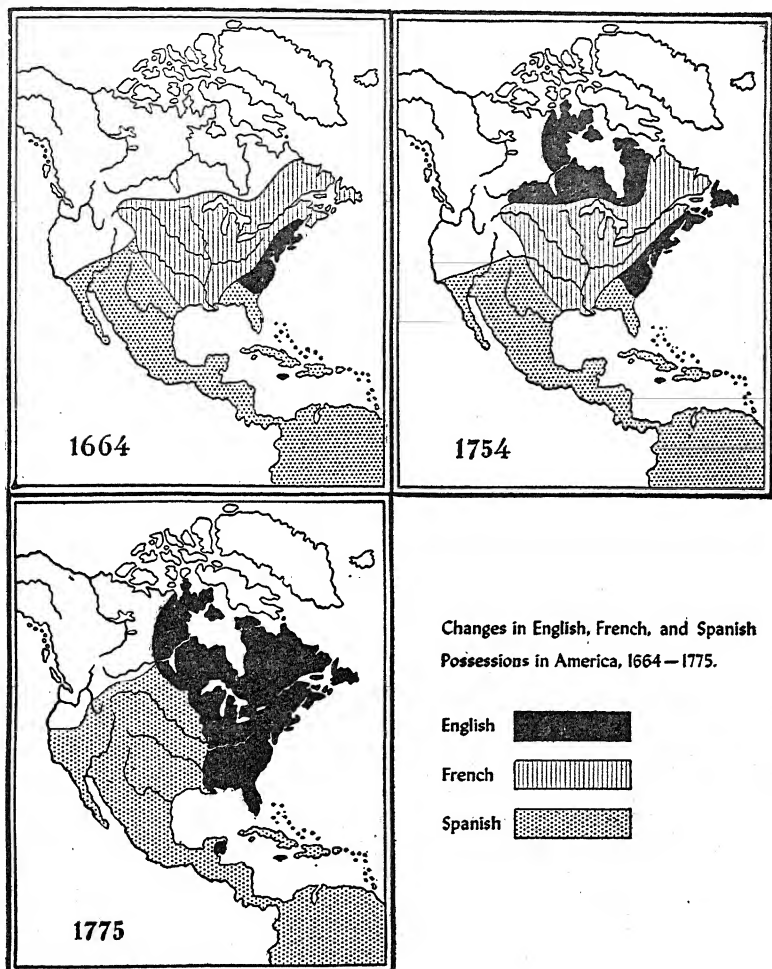 1664
1754
1775
Changes in English, French, and Spanish
Possessions in America, 1664—1775.
English
French
Spanish